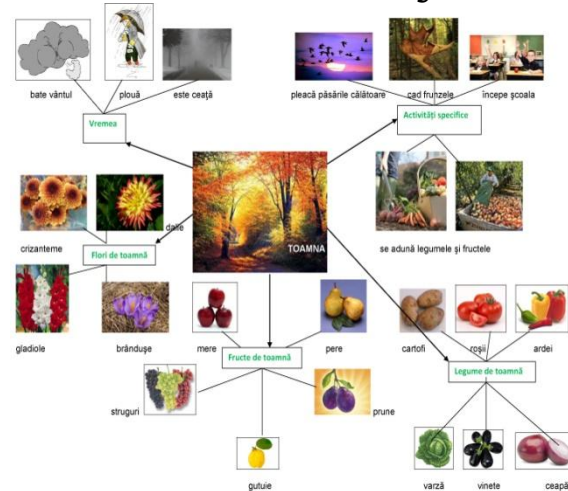 bate vântul
plouă
este ceață
pleacă păsările călătoare
cad frunzele
începe școala
Vremea
Activități specifice
TOAMNA
crizanteme
dalie
Flori de toamnă
se adună legumele și fructele
gladiole
brândușe
mere
pere
cartofi
roșii
ardei
Fructe de toamnă
Legume de toamnă
struguri
prune
gutuie
varză
vinete
ceapă